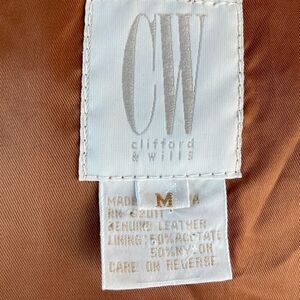 CW
clifford
& wills
M
MADE
RN 62011
GENUINE LEATHER
LINING: 50% ACETATE
50% NYLON
CARE ON REVERSE